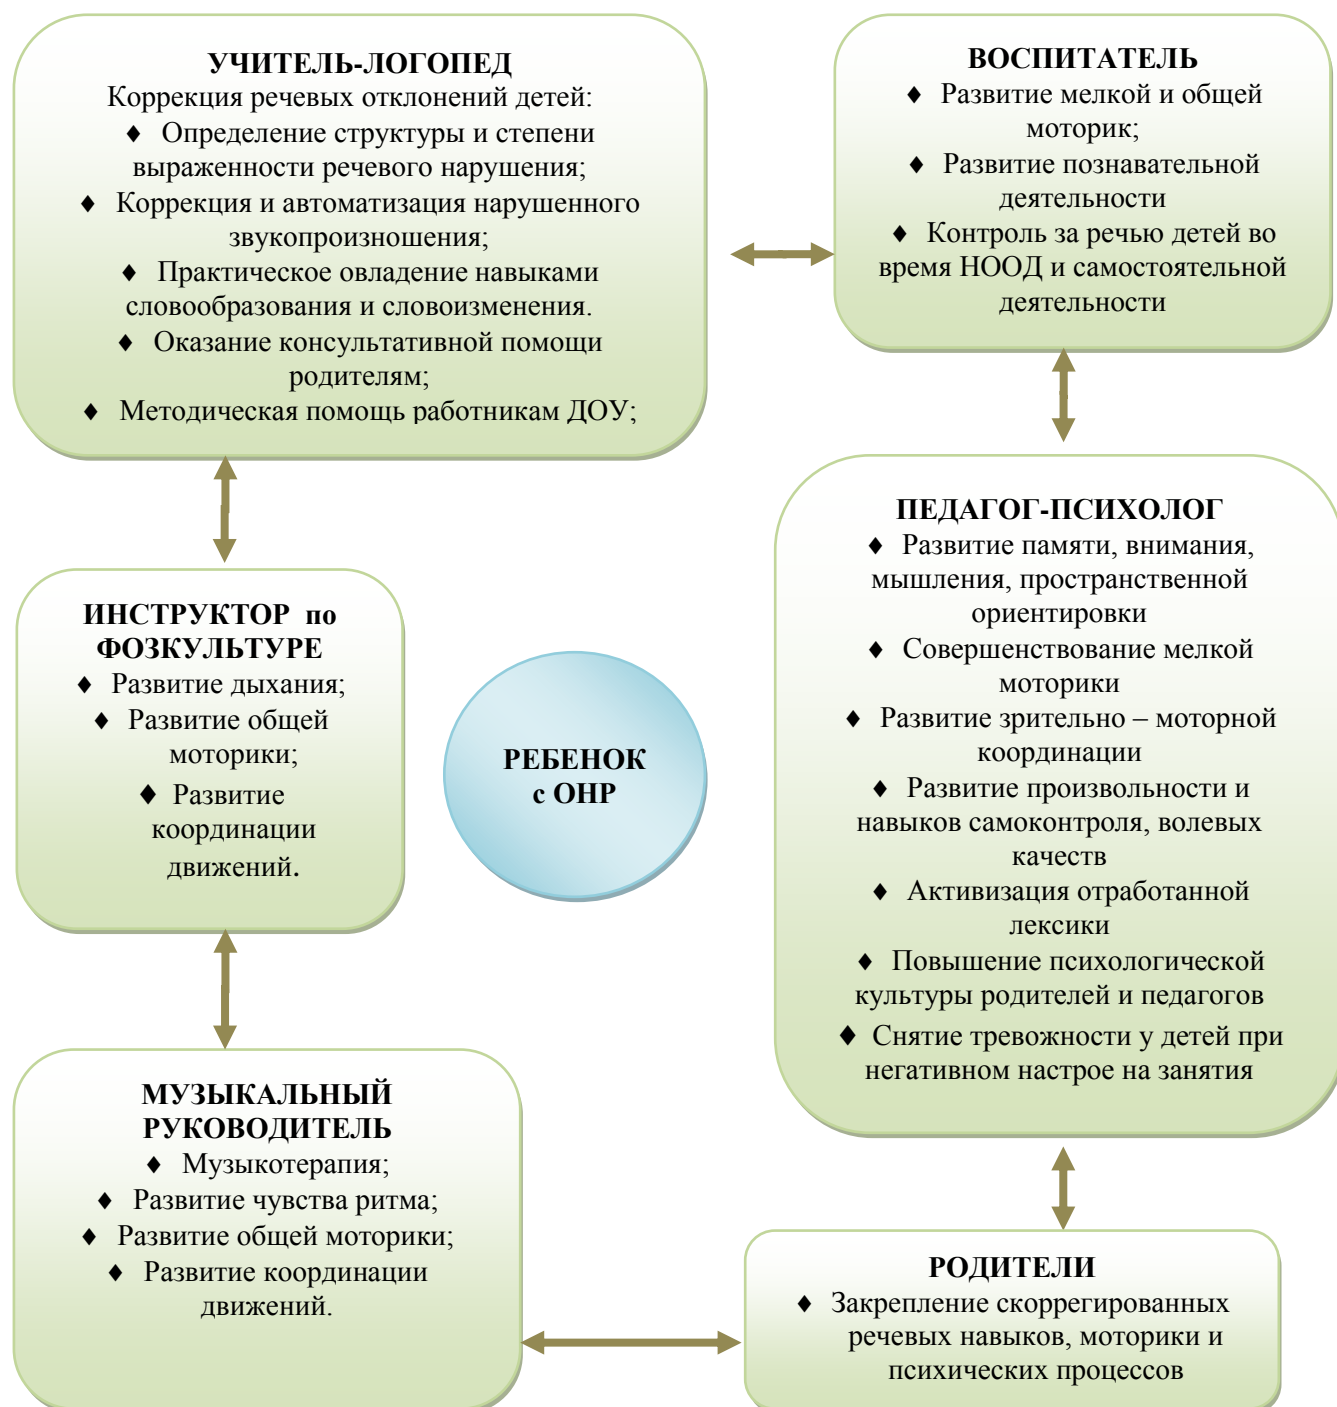 УЧИТЕЛЬ-ЛОГОПЕД
Коррекция речевых отклонений детей:
♦ Определение структуры и степени
выраженности речевого нарушения;
♦ Коррекция и автоматизация нарушенного
звукопроизношения;
♦ Практическое овладение навыками
словообразования и словоизменения.
♦ Оказание консультативной помощи
родителям;
♦ Методическая помощь работникам ДОУ;
ВОСПИТАТЕЛЬ
♦ Развитие мелкой и общей
моторик;
♦ Развитие познавательной
деятельности
♦ Контроль за речью детей во
время НООД и самостоятельной
деятельности
ИНСТРУКТОР по
ФОЗКУЛЬТУРЕ
♦ Развитие дыхания;
♦ Развитие общей
моторики;
♦ Развитие
координации
движений.
РЕБЕНОК
с ОНР
ПЕДАГОГ-ПСИХОЛОГ
♦ Развитие памяти, внимания,
мышления, пространственной
ориентировки
♦ Совершенствование мелкой
моторики
♦ Развитие зрительно – моторной
координации
♦ Развитие произвольности и
навыков самоконтроля, волевых
качеств
♦ Активизация отработанной
лексики
♦ Повышение психологической
культуры родителей и педагогов
♦ Снятие тревожности у детей при
негативном настрое на занятия
МУЗЫКАЛЬНЫЙ
РУКОВОДИТЕЛЬ
♦ Музыкотерапия;
♦ Развитие чувства ритма;
♦ Развитие общей моторики;
♦ Развитие координации
движений.
РОДИТЕЛИ
♦ Закрепление скоррегированных
речевых навыков, моторики и
психических процессов